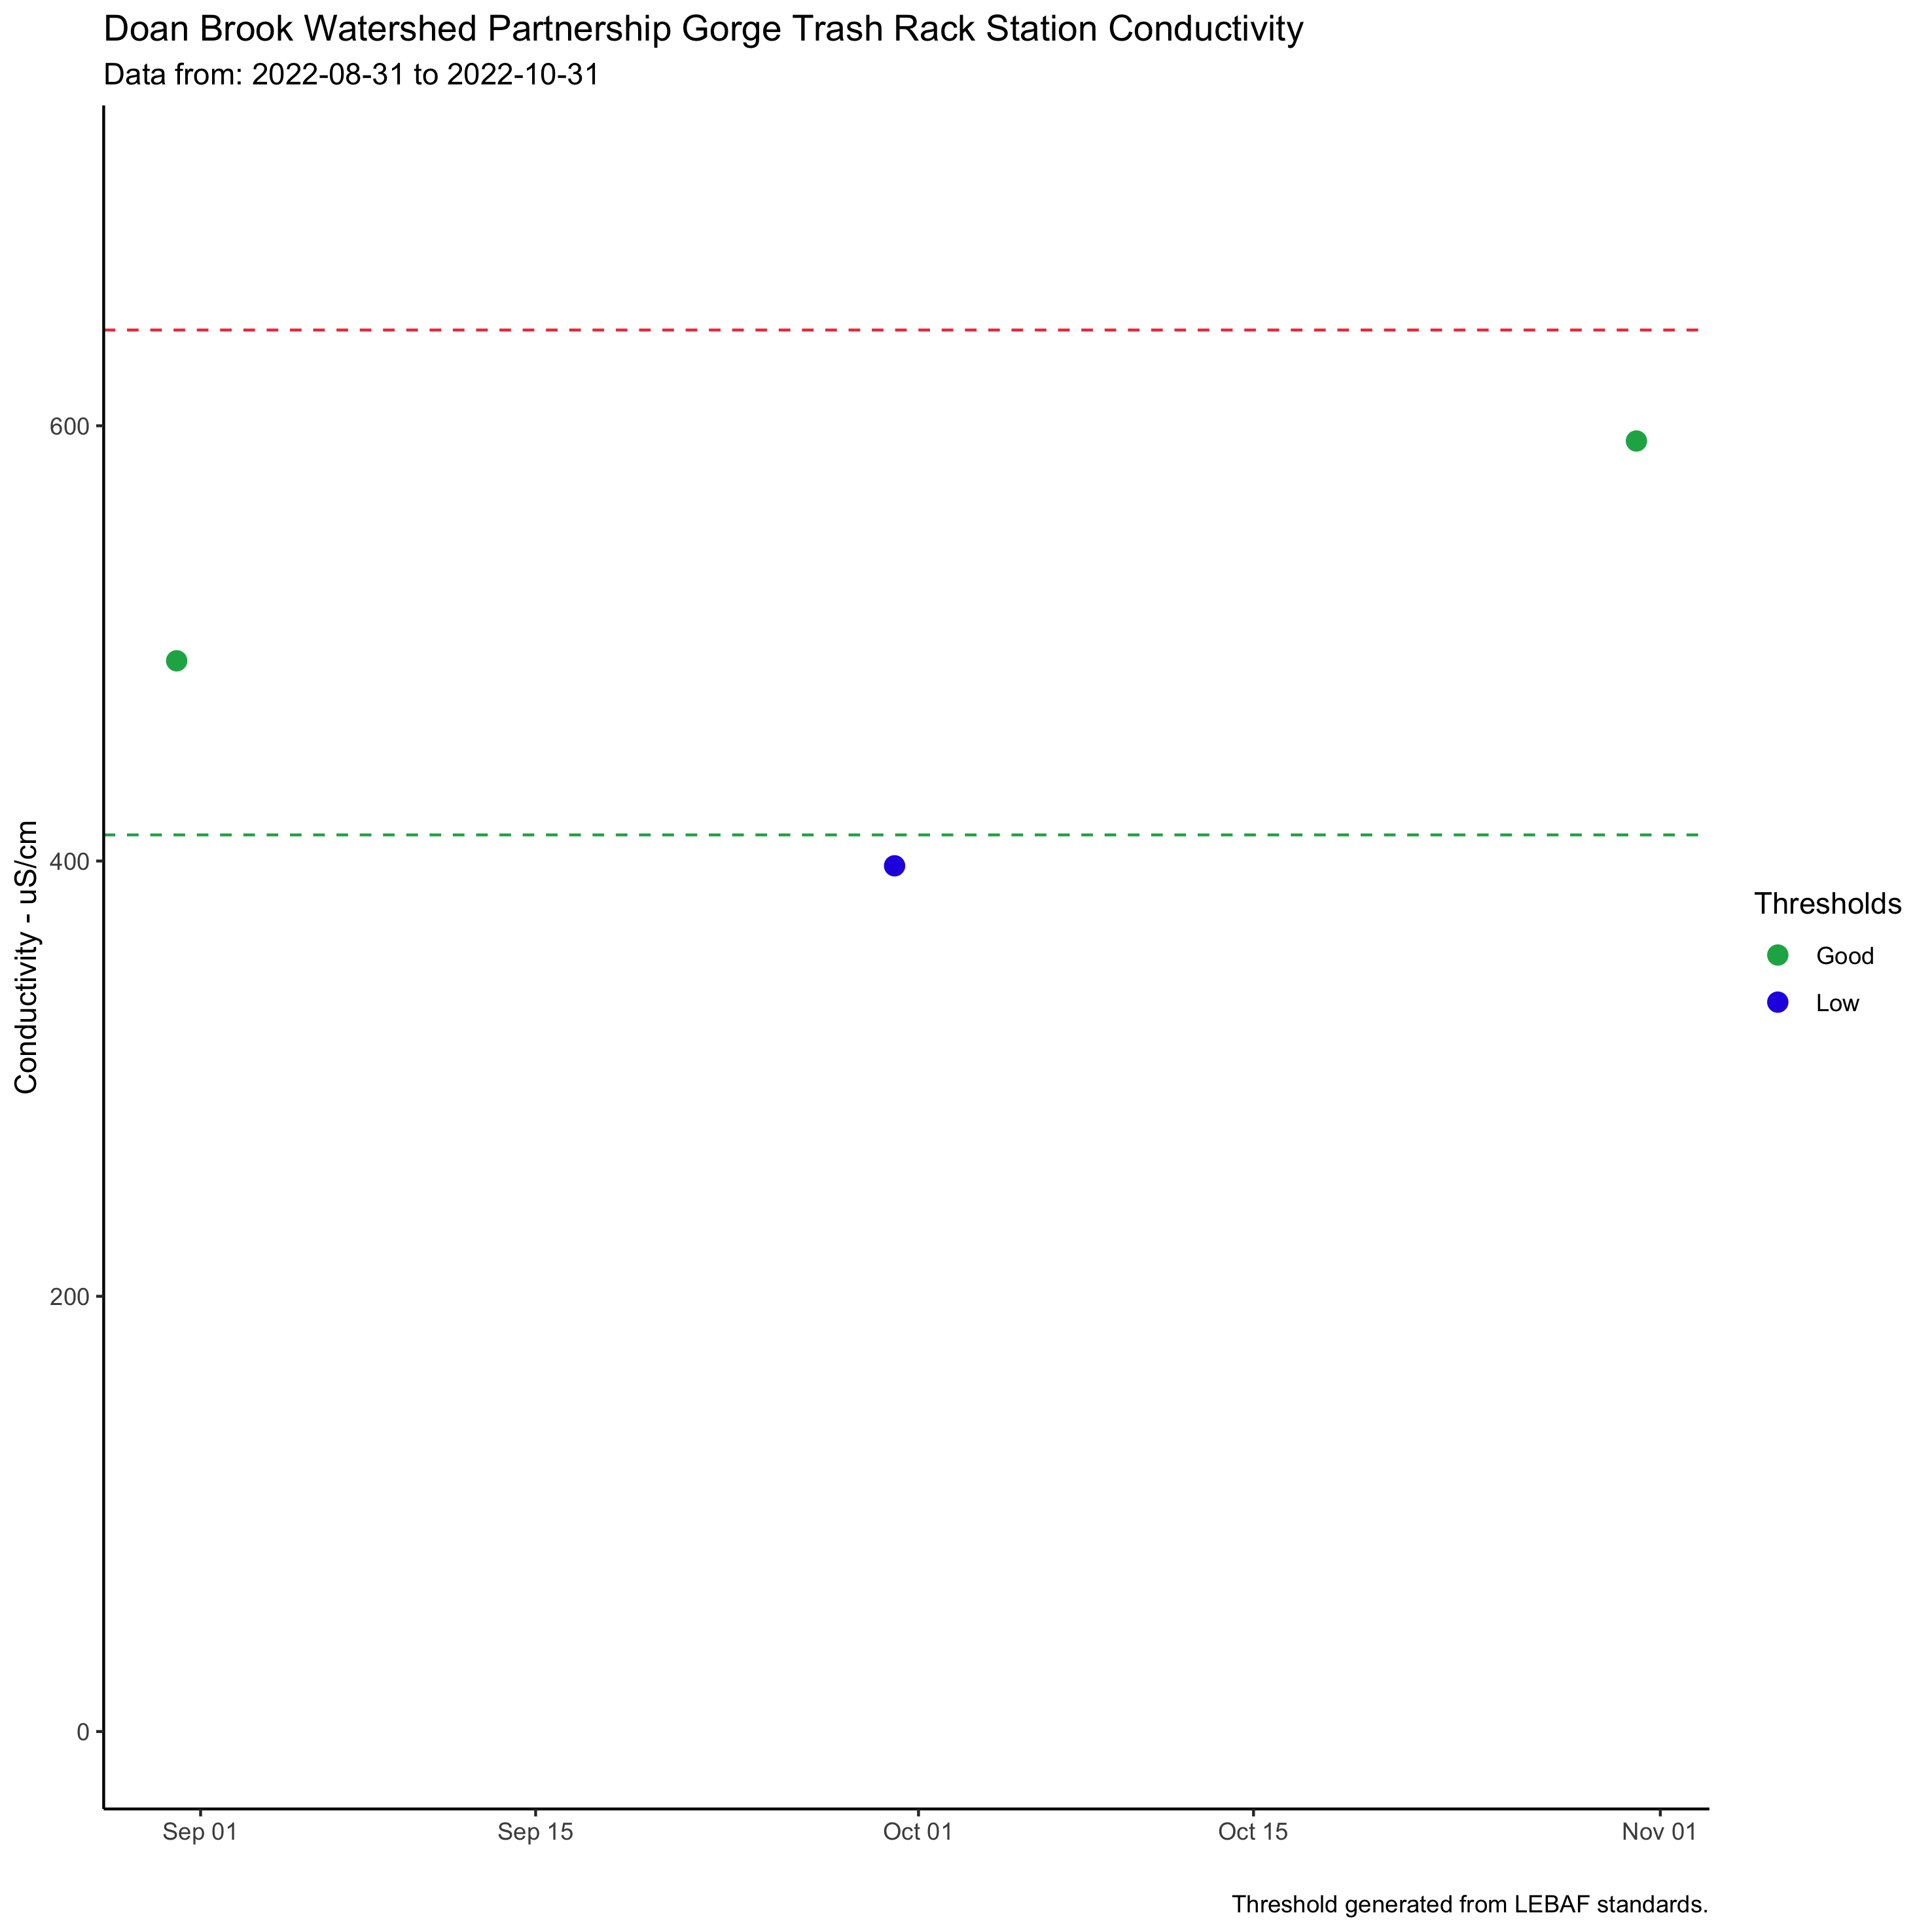 Doan Brook Watershed Partnership Gorge Trash Rack Station Conductivity
Data from: 2022-08-31 to 2022-10-31
Conductivity - uS/cm
600
400
200
0
Sep 01
Sep 15
Oct 01
Oct 15
Nov 01
Thresholds
Good
Low
Threshold generated from LEBAF standards.